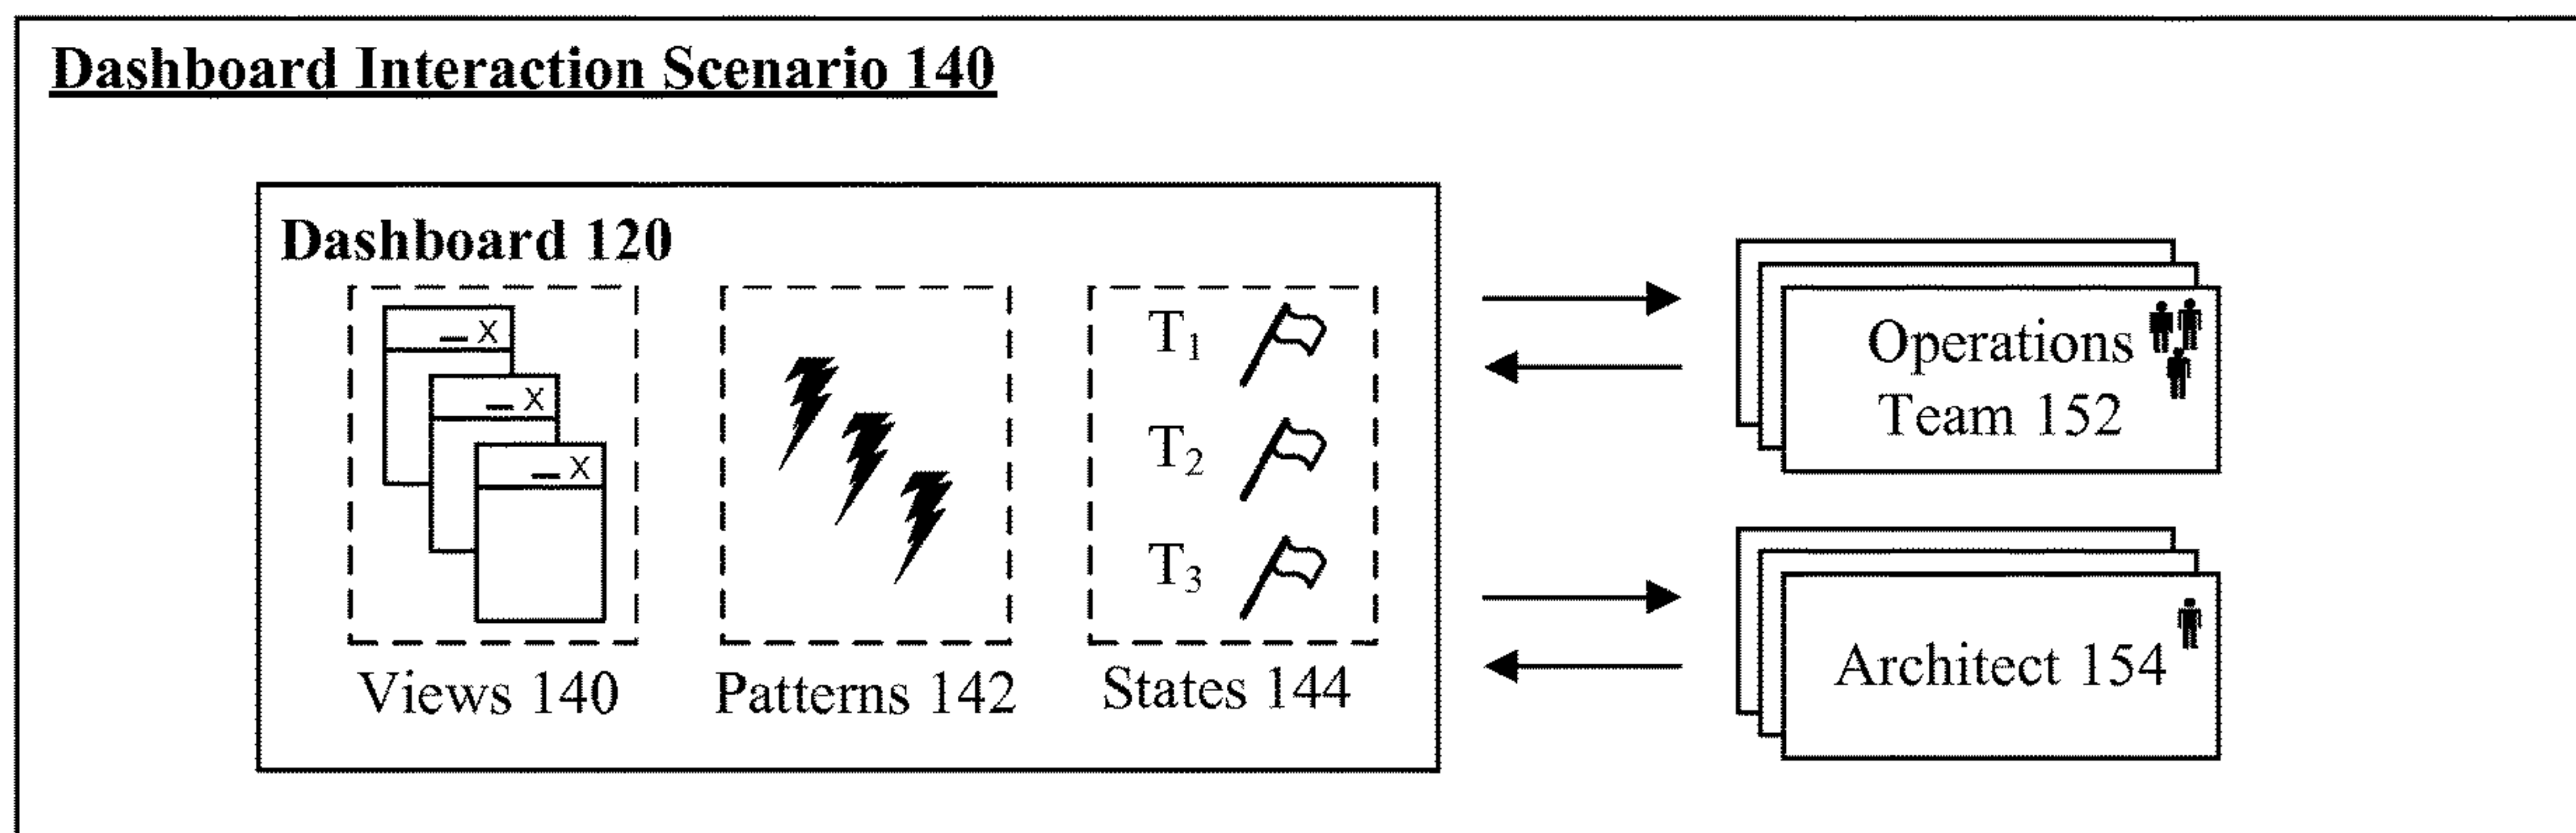 Dashboard Interaction Scenario 140
Dashboard 120
_ X
_ X
_ X
T₁
T₂
T₃
Views 140
Patterns 142
States 144
Operations
Team 152
Architect 154